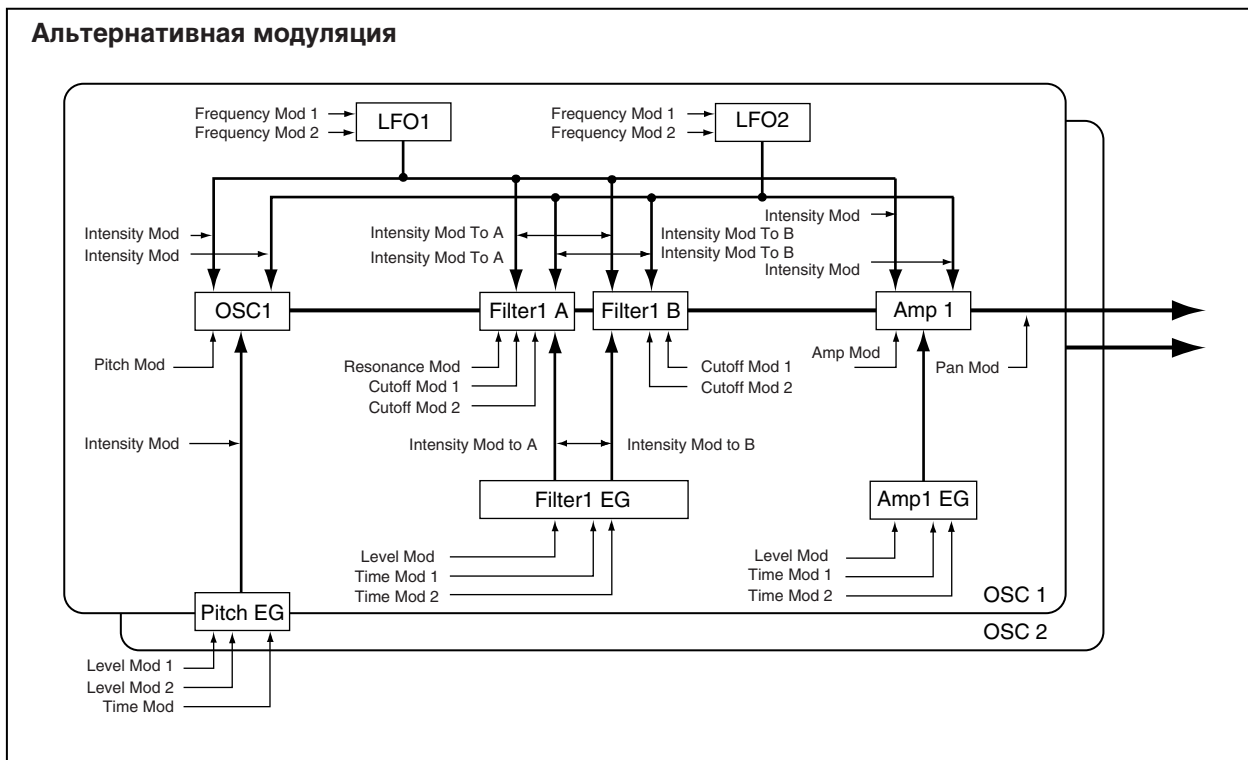 Альтернативная модуляция
Frequency Mod 1
Frequency Mod 2
LFO1
Frequency Mod 1
Frequency Mod 2
LFO2
Intensity Mod
Intensity Mod
Intensity Mod To A
Intensity Mod To A
Intensity Mod To B
Intensity Mod To B
Intensity Mod
Intensity Mod
OSC1
Filter1 A
Filter1 B
Amp 1
Pitch Mod
Resonance Mod
Cutoff Mod 1
Cutoff Mod 2
Cutoff Mod 1
Cutoff Mod 2
Amp Mod
Pan Mod
Intensity Mod
Intensity Mod to A
Intensity Mod to B
Filter1 EG
Amp1 EG
Level Mod
Time Mod 1
Time Mod 2
Level Mod
Time Mod 1
Time Mod 2
OSC 1
Pitch EG
OSC 2
Level Mod 1
Level Mod 2
Time Mod